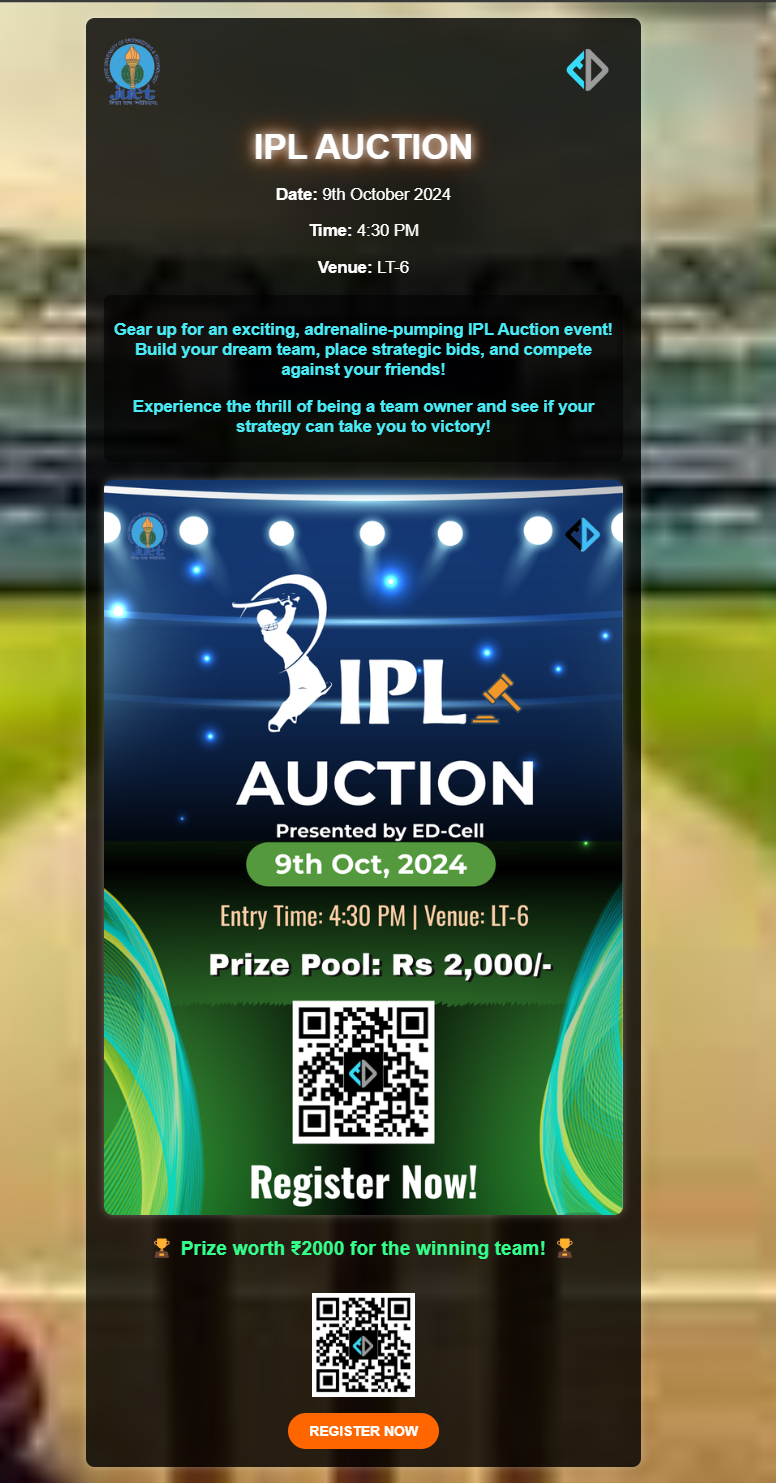 JUET
IPL AUCTION
Date: 9th October 2024
Time: 4:30 PM
Venue: LT-6
Gear up for an exciting, adrenaline-pumping IPL Auction event!
Build your dream team, place strategic bids, and compete
against your friends!
Experience the thrill of being a team owner and see if your
strategy can take you to victory!
IPL
AUCTION
Presented by ED-Cell
9th Oct, 2024
Entry Time: 4:30 PM | Venue: LT-6
Prize Pool: Rs 2,000/-
Register Now!
Prize worth ₹2000 for the winning team!
REGISTER NOW